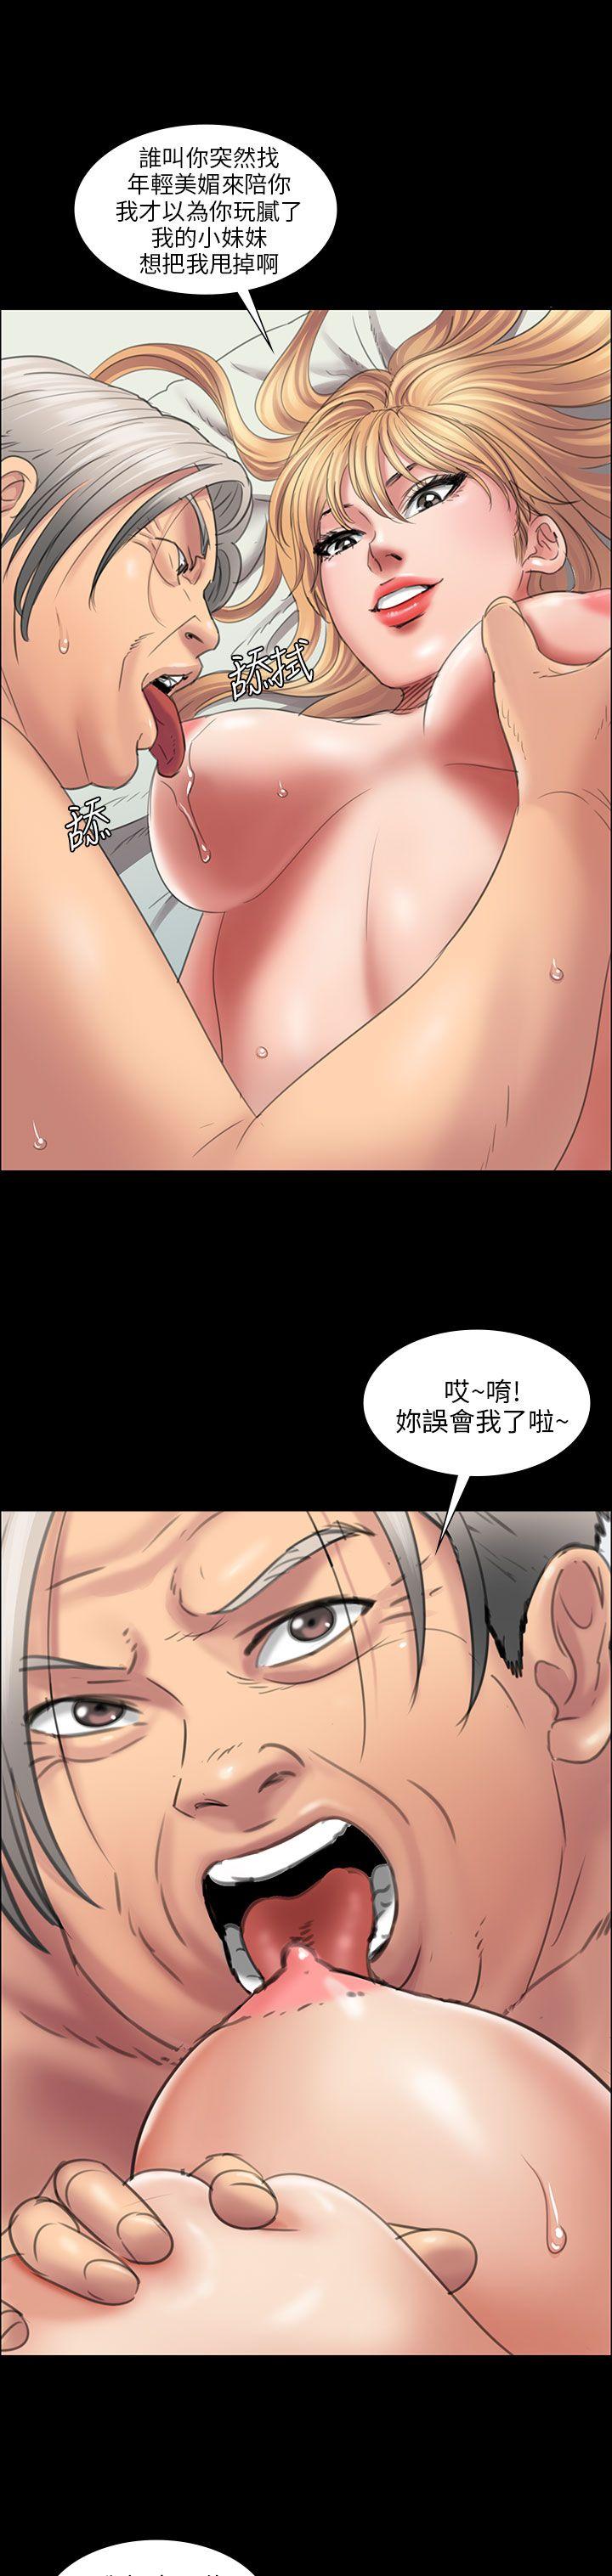 誰叫你突然找
年輕美媚來陪你
我才以為你玩膩了
我的小妹妹
想把我甩掉啊
舔拭
舔
哎~唷!
妳誤會我了啦~